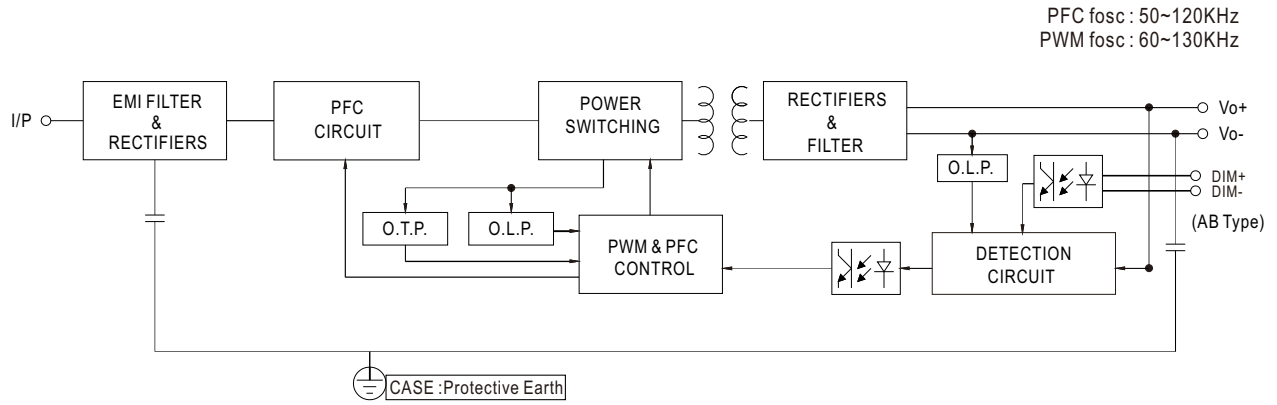 PFC fosc : 50~120KHz
PWM fosc : 60~130KHz
I/P
EMI FILTER
&
RECTIFIERS
PFC
CIRCUIT
POWER
SWITCHING
RECTIFIERS
&
FILTER
Vo+
Vo-
O.L.P.
DIM+
DIM-
(AB Type)
O.T.P.
O.L.P.
PWM & PFC
CONTROL
DETECTION
CIRCUIT
CASE :Protective Earth